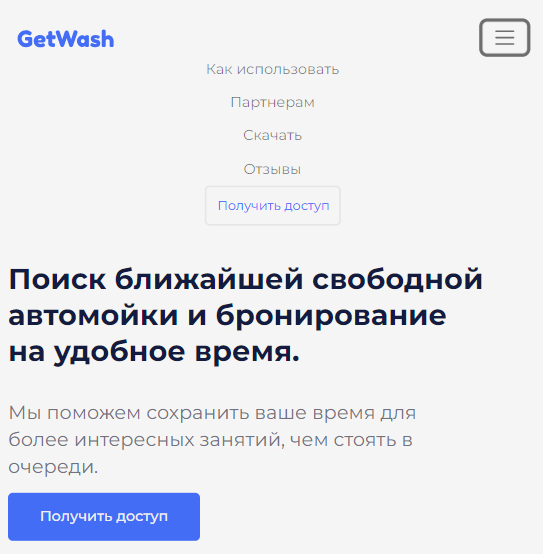 GetWash
Как использовать
Партнерам
Скачать
Отзывы
Получить доступ
Поиск ближайшей свободной
автомойки и бронирование
на удобное время.
Мы поможем сохранить ваше время для
более интересных занятий, чем стоять в
очереди.
Получить доступ